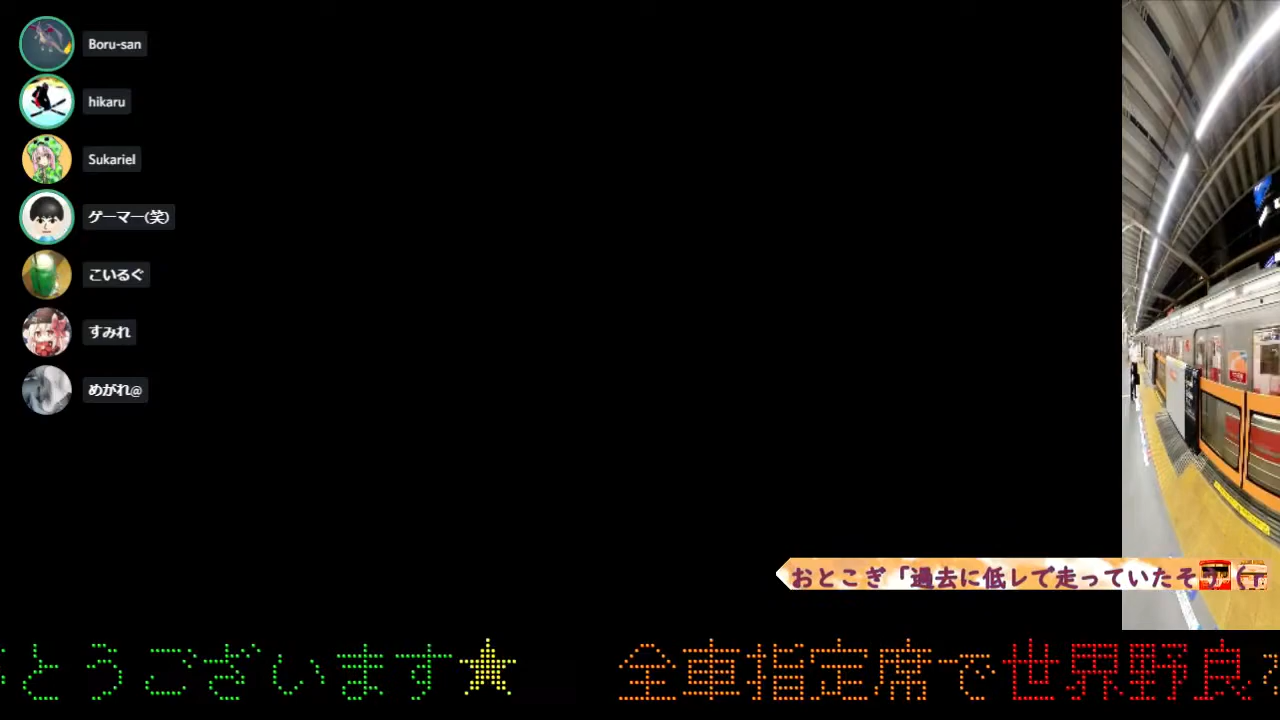 Boru-san
hikaru
Sukariel
ゲーマー(笑)
こいるぐ
すみれ
めがれ@
おとこぎ「過去に低レで走っていたそう(r
とうございます★ 全車指定席で世界野良